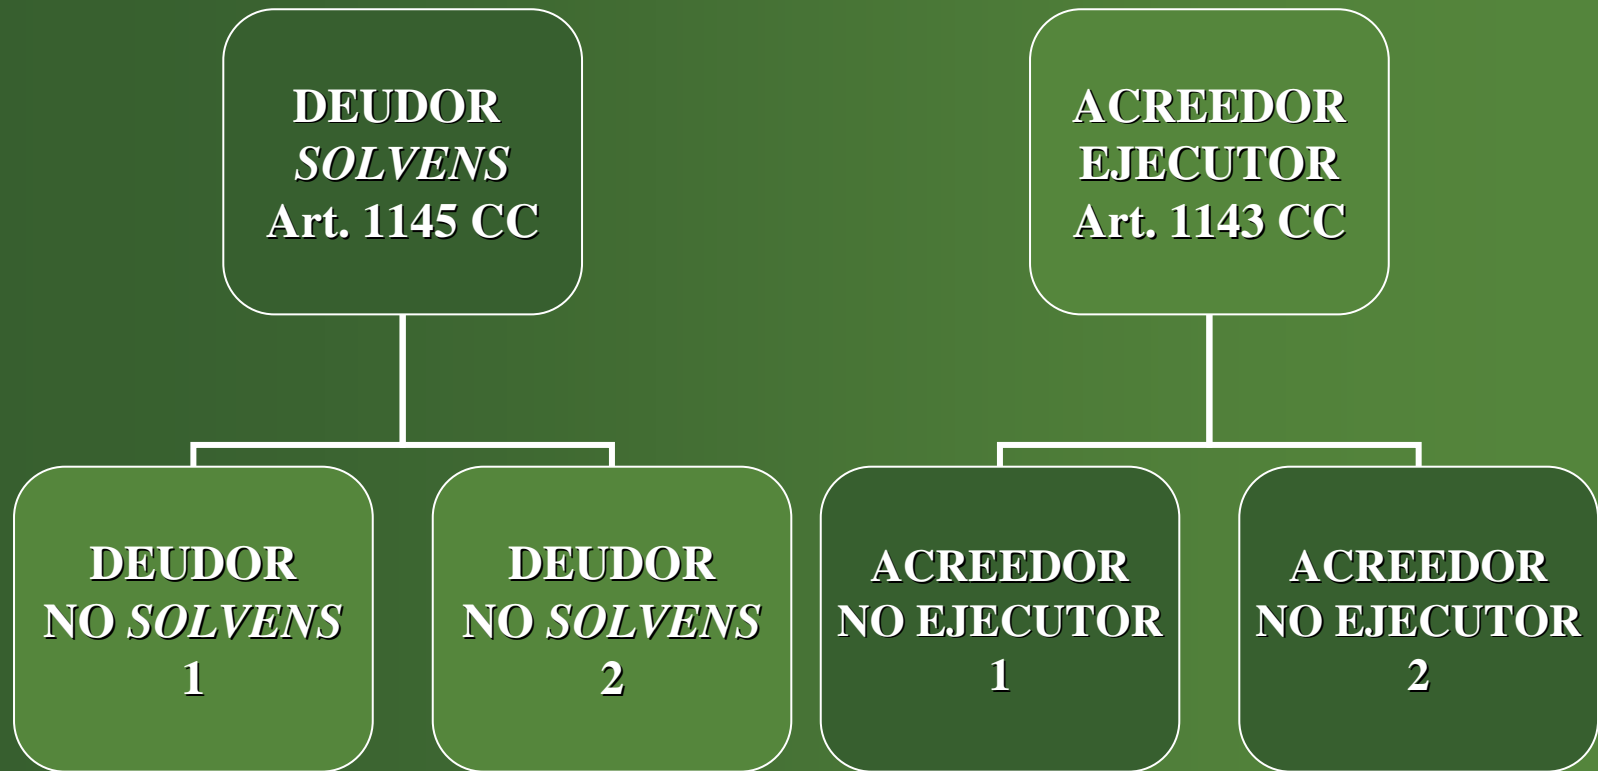 DEUDOR
SOLVENS
Art. 1145 CC
ACREEDOR
EJECUTOR
Art. 1143 CC
DEUDOR
NO SOLVENS
1
DEUDOR
NO SOLVENS
2
ACREEDOR
NO EJECUTOR
1
ACREEDOR
NO EJECUTOR
2